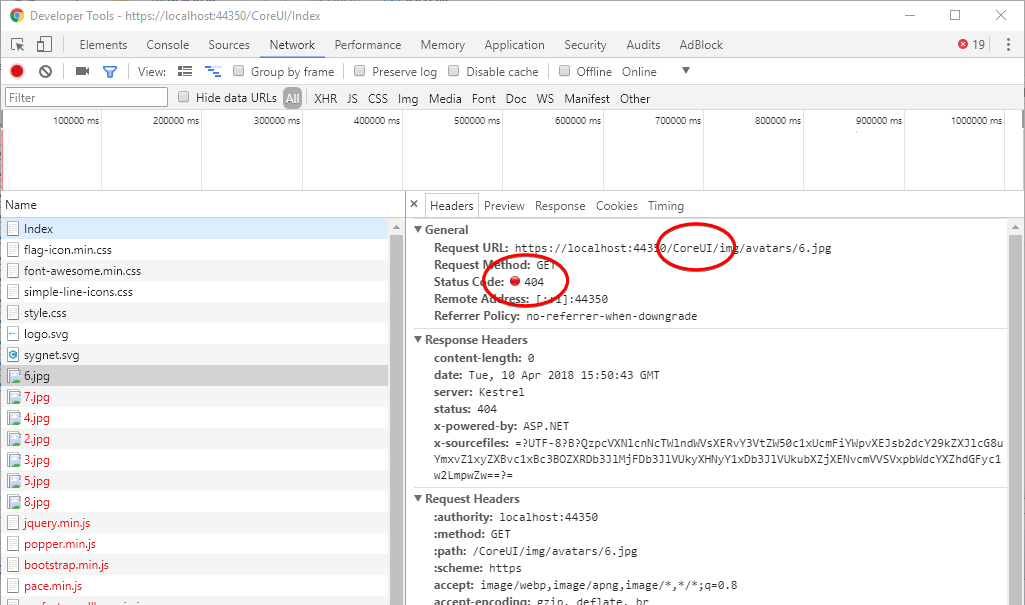 Developer Tools - https://localhost:44350/CoreUI/Index
Elements Console Sources Network Performance Memory Application Security Audits AdBlock 19
View: Group by frame Preserve log Disable cache Offline Online
Filter Hide data URLs All XHR JS CSS Img Media Font Doc WS Manifest Other
100000 ms 200000 ms 300000 ms 400000 ms 500000 ms 600000 ms 700000 ms 800000 ms 900000 ms 1000000 ms
Name
Index
flag-icon.min.css
font-awesome.min.css
simple-line-icons.css
style.css
logo.svg
sygnet.svg
6.jpg
7.jpg
4.jpg
2.jpg
3.jpg
5.jpg
8.jpg
jquery.min.js
popper.min.js
bootstrap.min.js
pace.min.js
Headers Preview Response Cookies Timing
General
Request URL: https://localhost:44350/CoreUI/img/avatars/6.jpg
Request Method: GET
Status Code: 404
Remote Address: [::1]:44350
Referrer Policy: no-referrer-when-downgrade
Response Headers
content-length: 0
date: Tue, 10 Apr 2018 15:50:43 GMT
server: Kestrel
status: 404
x-powered-by: ASP.NET
x-sourcefiles: =?UTF-8?B?QzpcVXNlcnNcTWlndWVsXERvY3VtZW50c1xUcmFiYWpvXEJsb2dcY29kZXJlcG8u
YmxvZ1xyZXBvc1xBc3BOZXRDb3JlMjFDb3JlVUkyXHNyY1xDb3JlVUkubXZjXENvcmVVSVxpbWdcYXZhdGFyc1
w2LmpwZw==?=
Request Headers
:authority: localhost:44350
:method: GET
:path: /CoreUI/img/avatars/6.jpg
:scheme: https
accept: image/webp,image/apng,image/*,*/*;q=0.8
accept-encoding: gzip, deflate, br